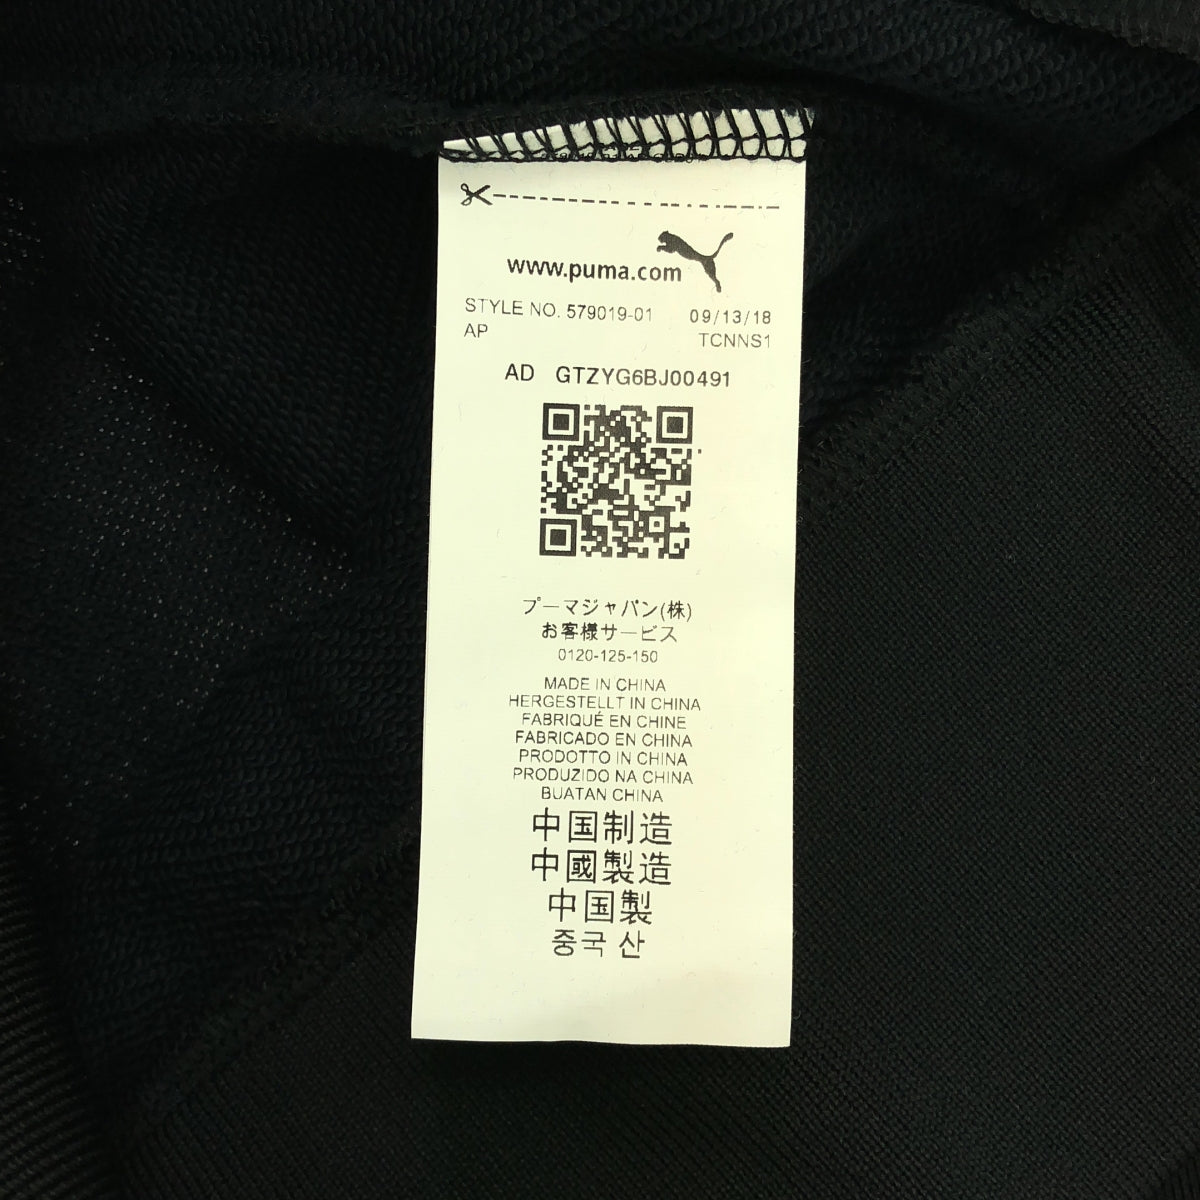 www.puma.com
STYLE NO. 579019-01 09/13/18
AP TCNNS1
AD GTZYG6BJ00491
プーマジャパン(株)
お客様サービス
0120-125-150
MADE IN CHINA
HERGESTELLT IN CHINA
FABRIQUÉ EN CHINE
FABRICADO EN CHINA
PRODOTTO IN CHINA
PRODUZIDO NA CHINA
BUATAN CHINA
中国制造
中國製造
中国製
중국 산